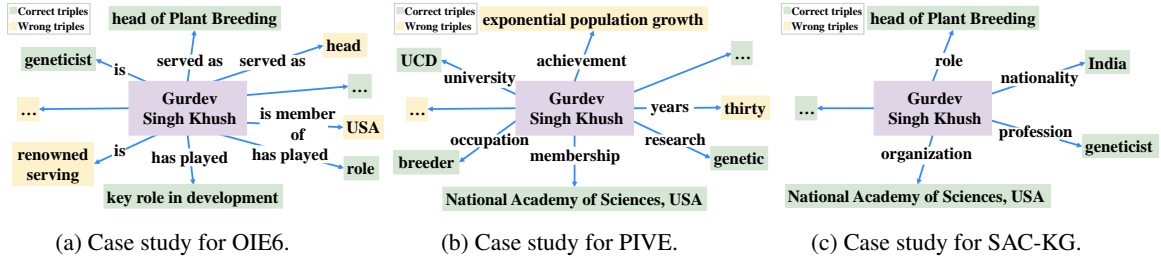 Correct triples
Wrong triples
head of Plant Breeding
geneticist
served as
served as
head
is
...
...
Gurdev
Singh Khush
is member
of
USA
renowned
serving
is
has played
has played
role
key role in development
(a) Case study for OIE6.
Correct triples
Wrong triples
exponential population growth
UCD
achievement
...
university
...
Gurdev
Singh Khush
years
thirty
occupation
research
breeder
membership
genetic
National Academy of Sciences, USA
(b) Case study for PIVE.
Correct triples
Wrong triples
head of Plant Breeding
role
nationality
India
...
Gurdev
Singh Khush
profession
geneticist
organization
National Academy of Sciences, USA
(c) Case study for SAC-KG.